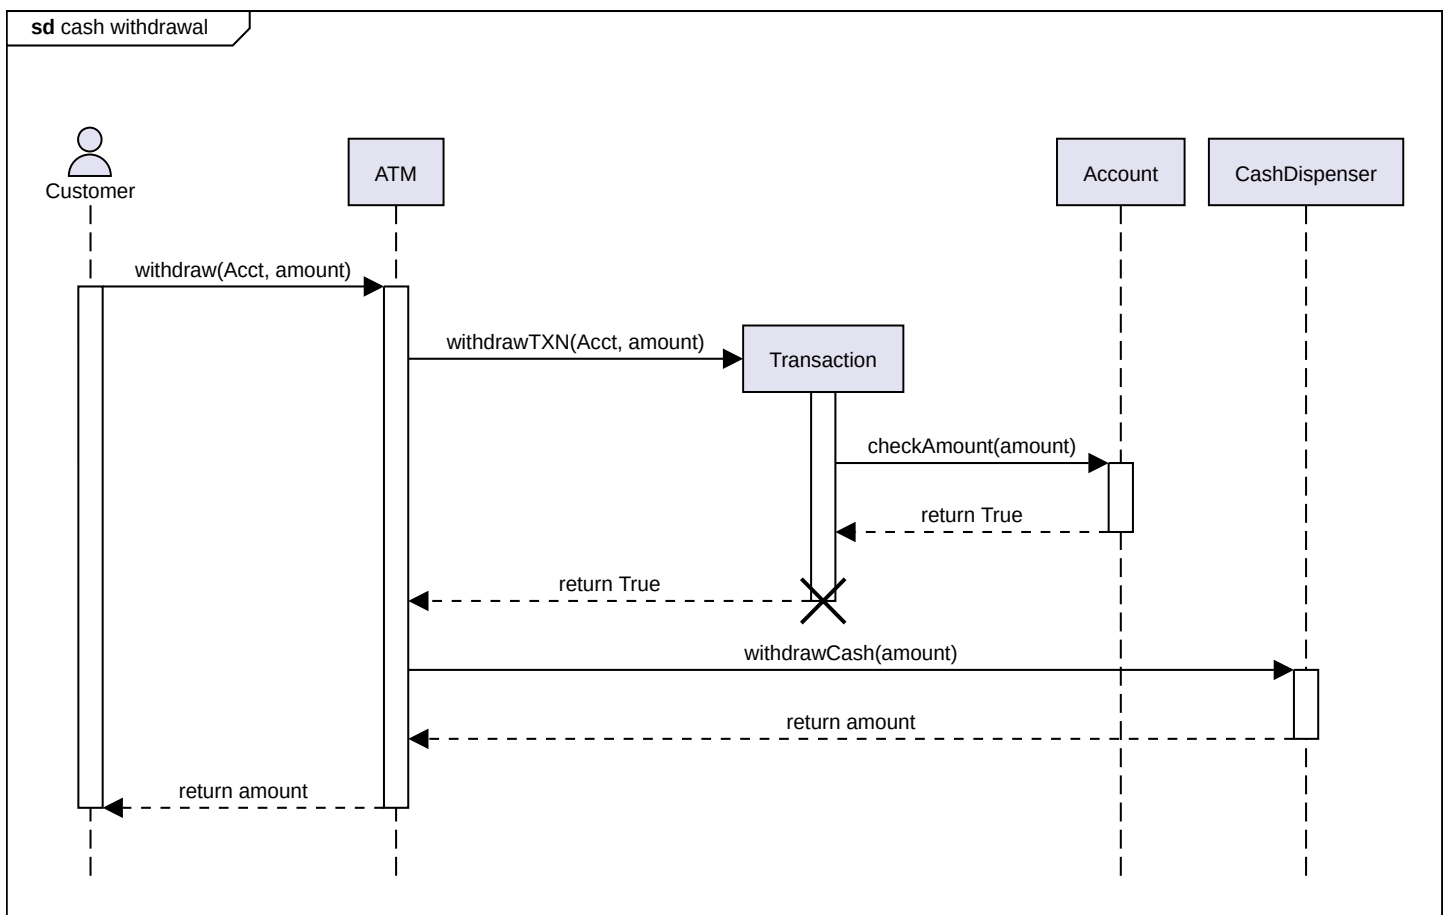 sd cash withdrawal
Customer
ATM
Account
CashDispenser
withdraw(Acct, amount)
withdrawTXN(Acct, amount)
Transaction
checkAmount(amount)
return True
return True
withdrawCash(amount)
return amount
return amount